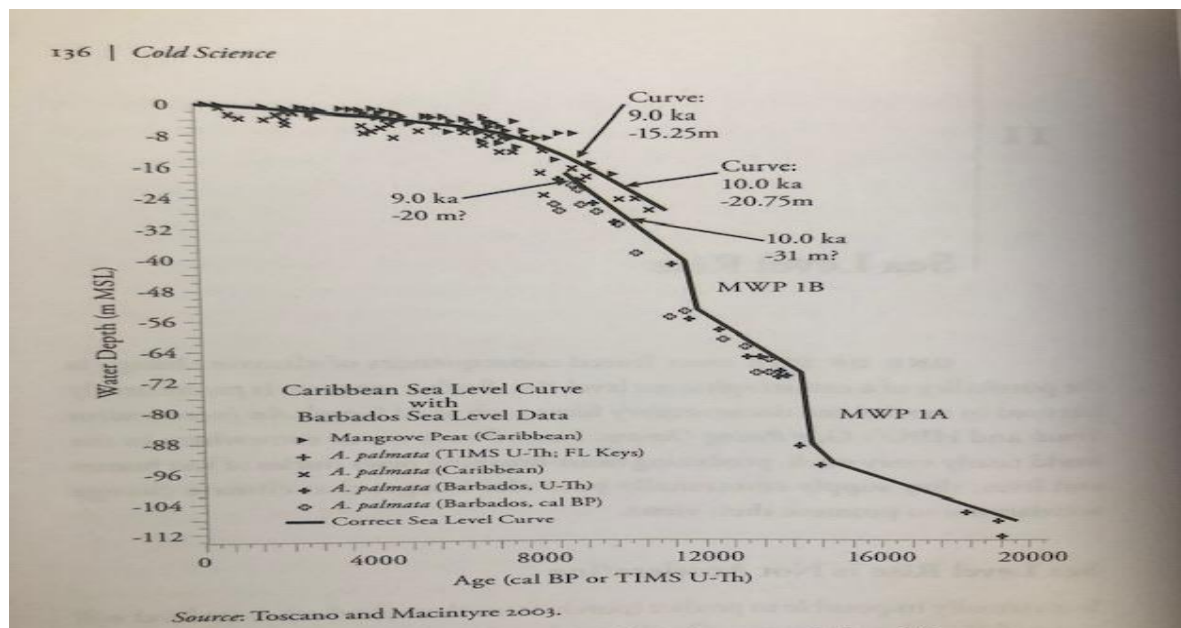 136 | Cold Science
Curve:
9.0 ka
-15.25m
Curve:
10.0 ka
-20.75m
9.0 ka
-20 m?
10.0 ka
-31 m?
MWP 1B
MWP 1A
0
-8
-16
-24
-32
-40
-48
-56
-64
-72
-80
-88
-96
-104
-112
Water Depth (m MSL)
Caribbean Sea Level Curve
with
Barbados Sea Level Data
Mangrove Peat (Caribbean)
A. palmata (TIMS U-Th; FL Keys)
A. palmata (Caribbean)
A. palmata (Barbados, U-Th)
A. palmata (Barbados, cal BP)
Correct Sea Level Curve
0 4000 8000 12000 16000 20000
Age (cal BP or TIMS U-Th)
Source: Toscano and Macintyre 2003.